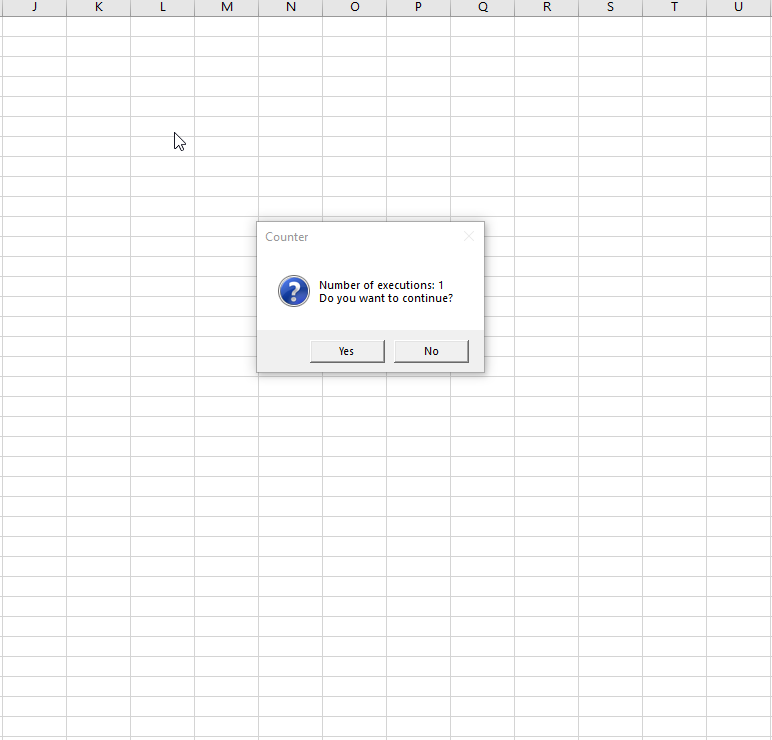 J K L M N O P Q R S T U
Counter
Number of executions: 1
Do you want to continue?
Yes No